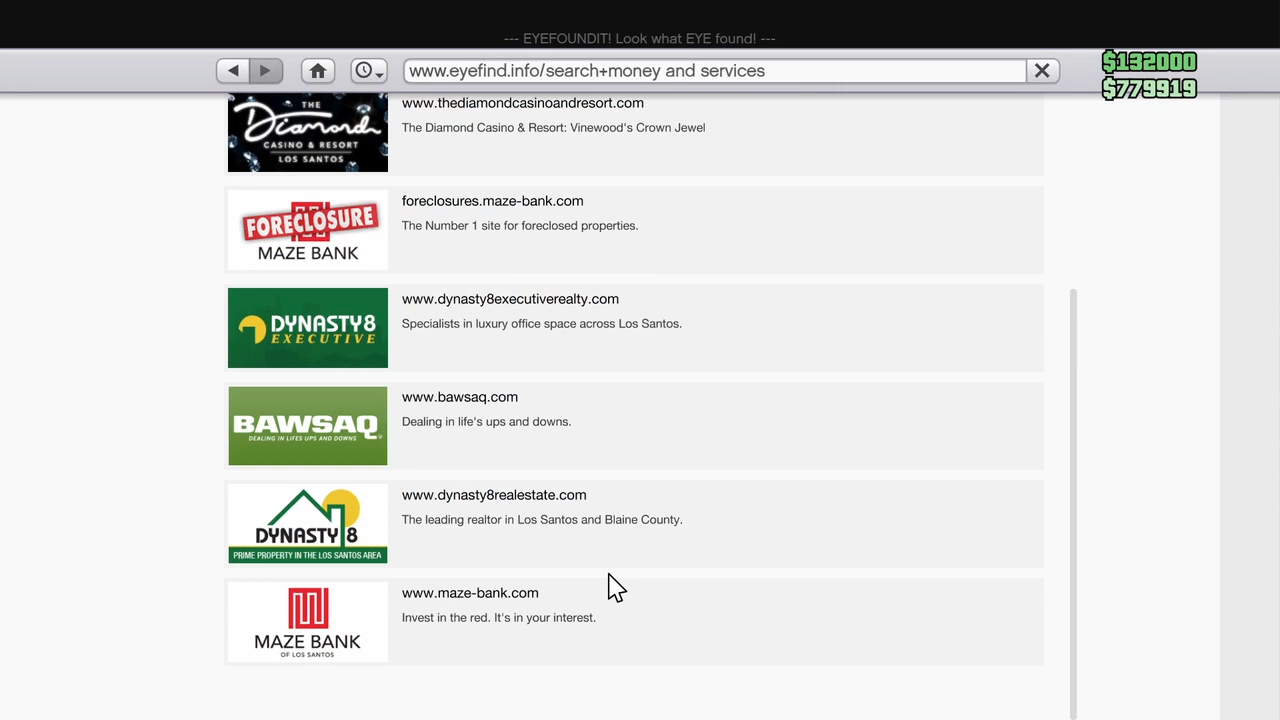 --- EYEFOUNDIT! Look what EYE found! ---
www.eyefind.info/search+money and services
$132000
$779919
THE
Diamond
CASINO & RESORT
LOS SANTOS
www.thediamondcasinoandresort.com
The Diamond Casino & Resort: Vinewood's Crown Jewel
FORECLOSURE
MAZE BANK
foreclosures.maze-bank.com
The Number 1 site for foreclosed properties.
DYNASTY 8
EXECUTIVE
www.dynasty8executiverealty.com
Specialists in luxury office space across Los Santos.
BAWSAQ
DEALING IN LIFES UPS AND DOWNS
www.bawsaq.com
Dealing in life's ups and downs.
DYNASTY 8
PRIME PROPERTY IN THE LOS SANTOS AREA
www.dynasty8realestate.com
The leading realtor in Los Santos and Blaine County.
MAZE BANK
OF LOS SANTOS
www.maze-bank.com
Invest in the red. It's in your interest.